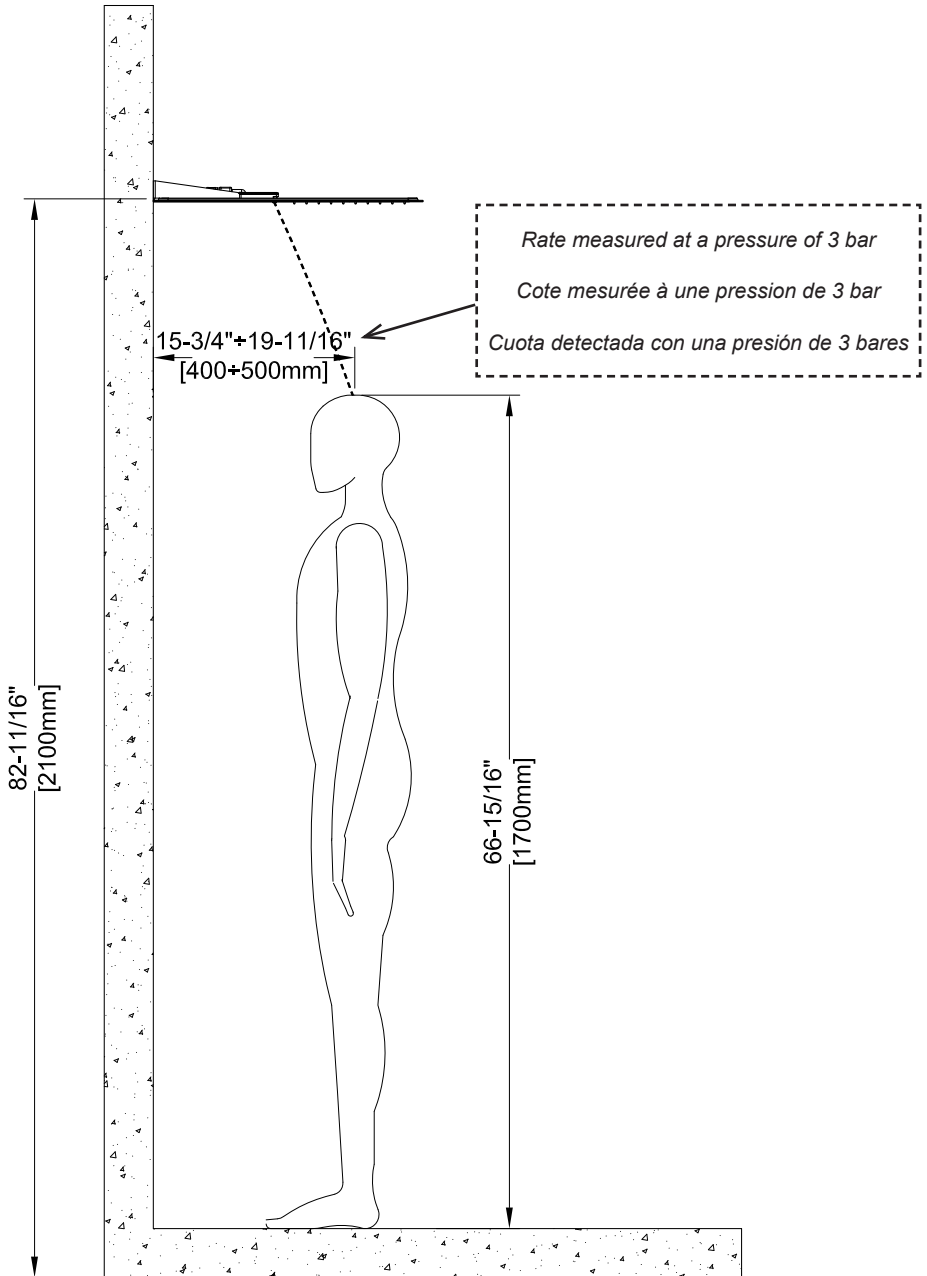 Rate measured at a pressure of 3 bar
Cote mesurée à une pression de 3 bar
Cuota detectada con una presión de 3 bares
15-3/4"÷19-11/16"
[400÷500mm]
82-11/16"
[2100mm]
66-15/16"
[1700mm]